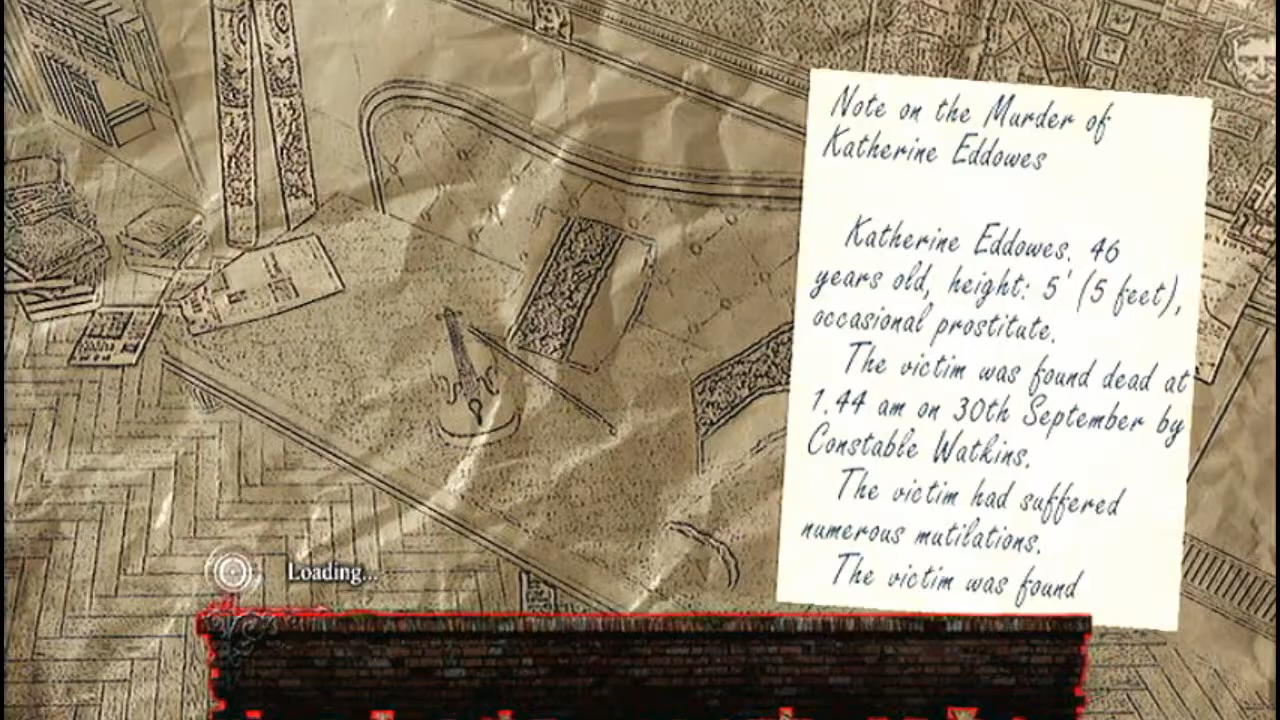 Note on the Murder of
Katherine Eddowes
Katherine Eddowes. 46
years old, height: 5' (5 feet),
occasional prostitute.
The victim was found dead at
1.44 am on 30th September by
Constable Watkins.
The victim had suffered
numerous mutilations.
The victim was found
Loading...